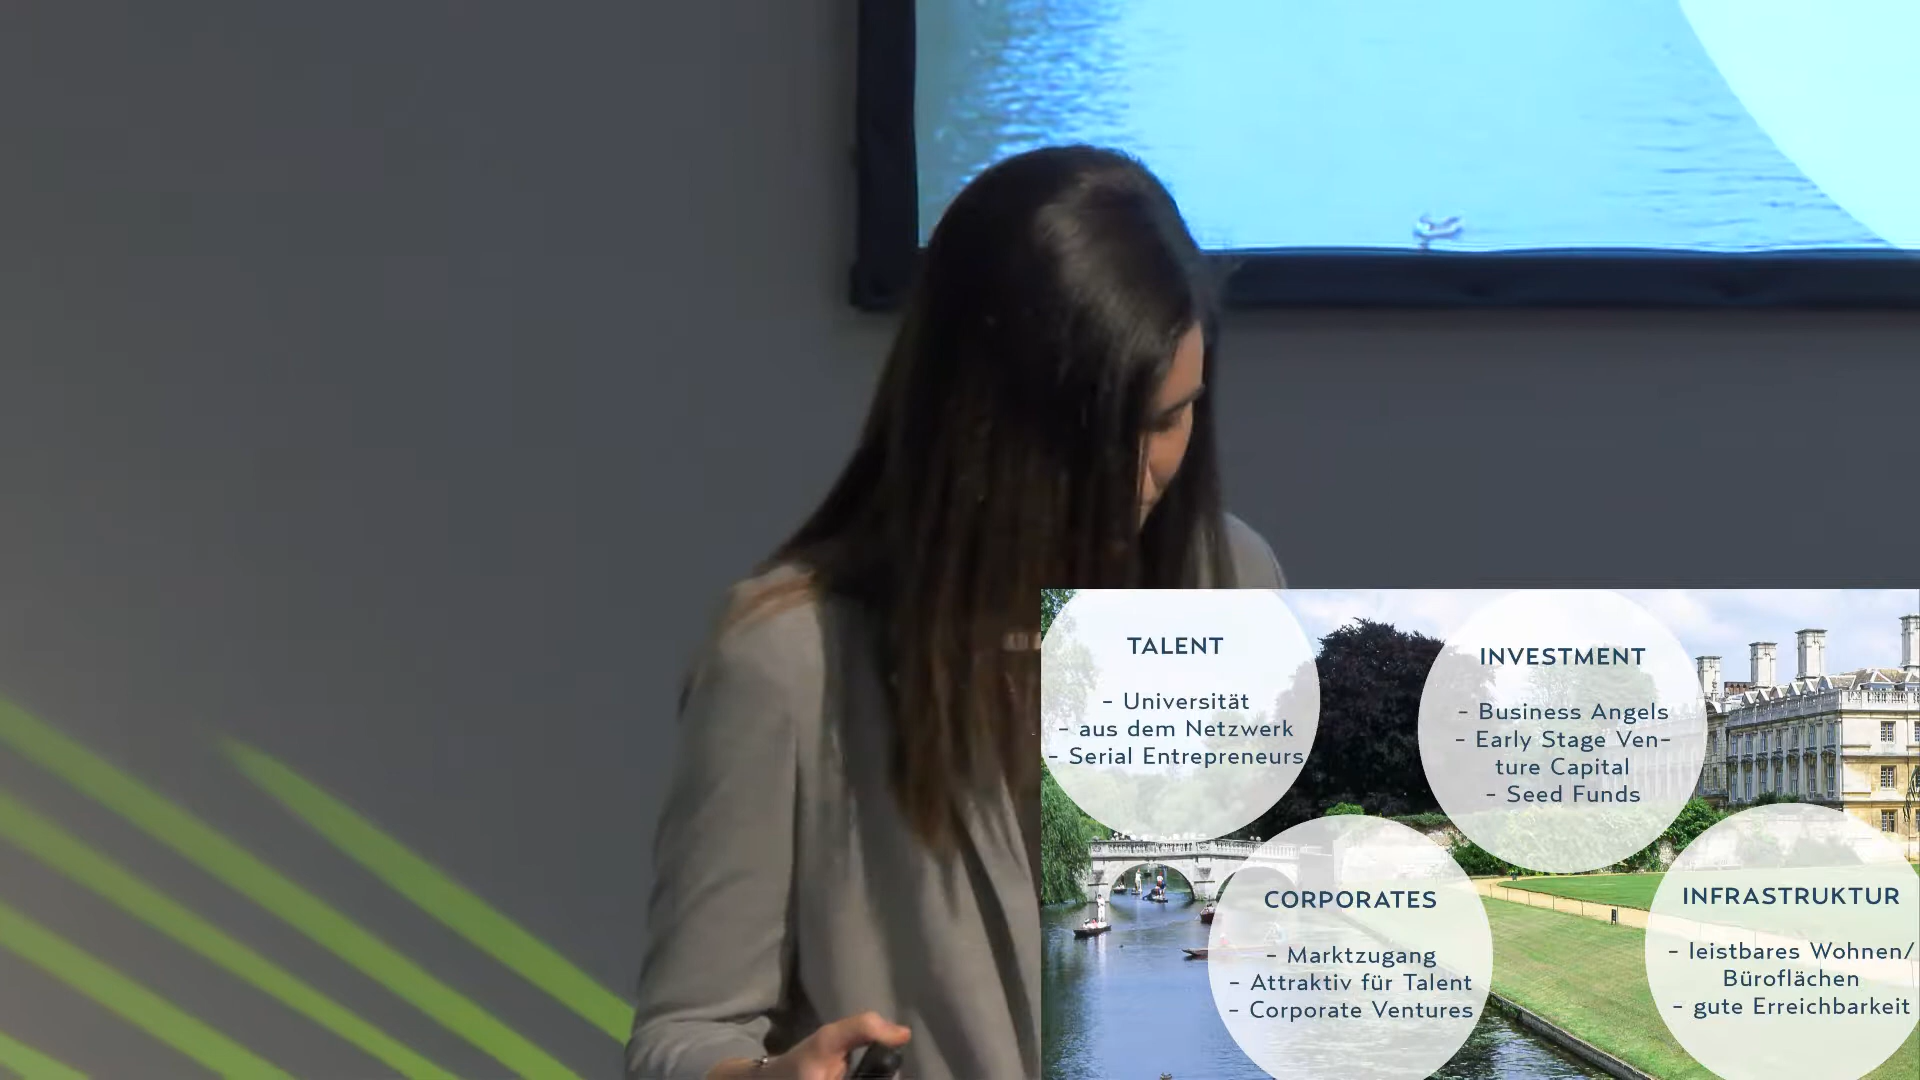 TALENT
- Universität
- aus dem Netzwerk
- Serial Entrepreneurs
INVESTMENT
- Business Angels
- Early Stage Ven-
ture Capital
- Seed Funds
CORPORATES
- Marktzugang
- Attraktiv für Talent
- Corporate Ventures
INFRASTRUKTUR
- leistbares Wohnen/
Büroflächen
- gute Erreichbarkeit